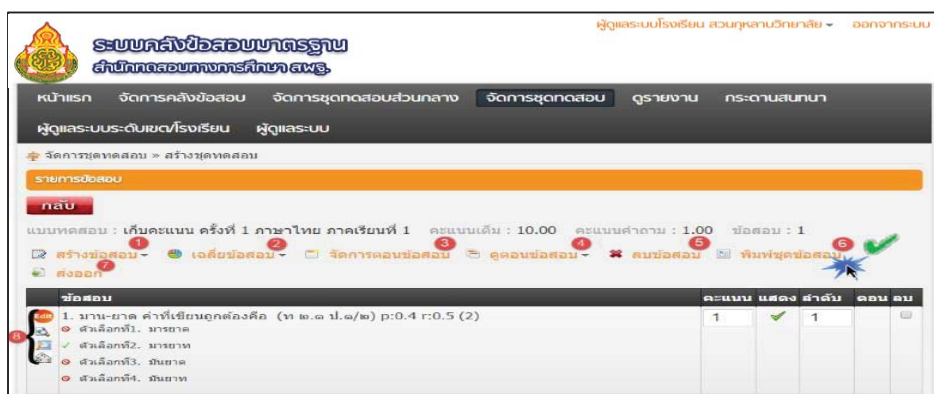 ผู้ดูแลระบบโรงเรียน สวนกุหลาบวิทยาลัย ออกจากระบบ
ระบบคลังข้อสอบมาตรฐาน
สำนักทดสอบทางการศึกษา สพฐ.
หน้าแรก จัดการคลังข้อสอบ จัดการชุดทดสอบส่วนกลาง จัดการชุดทดสอบ ดูรายงาน กระดานสนทนา
ผู้ดูแลระบบระดับเขต/โรงเรียน ผู้ดูแลระบบ
จัดการชุดทดสอบ » สร้างชุดทดสอบ
รายการข้อสอบ
กลับ
แบบทดสอบ : เก็บคะแนน ครั้งที่ 1 ภาษาไทย ภาคเรียนที่ 1 คะแนนเต็ม : 10.00 คะแนนคำถาม : 1.00 ข้อสอบ : 1
1 2 3 4 5 6
สร้างข้อสอบ เฉลี่ยข้อสอบ จัดการตอนข้อสอบ ดูตอนข้อสอบ ลบข้อสอบ พิมพ์ชุดข้อสอบ
ส่งออก 7
ข้อสอบ คะแนน แสดง ลำดับ ตอน ลบ
Edit 1. มาน-ยาด คำที่เขียนถูกต้องคือ (ท ๒.๑ ป.๑/๒) p:0.4 r:0.5 (2) 1 1
ตัวเลือกที่1. มารยาด
8 ตัวเลือกที่2. มารยาท
ตัวเลือกที่3. มันยาด
ตัวเลือกที่4. มันยาท